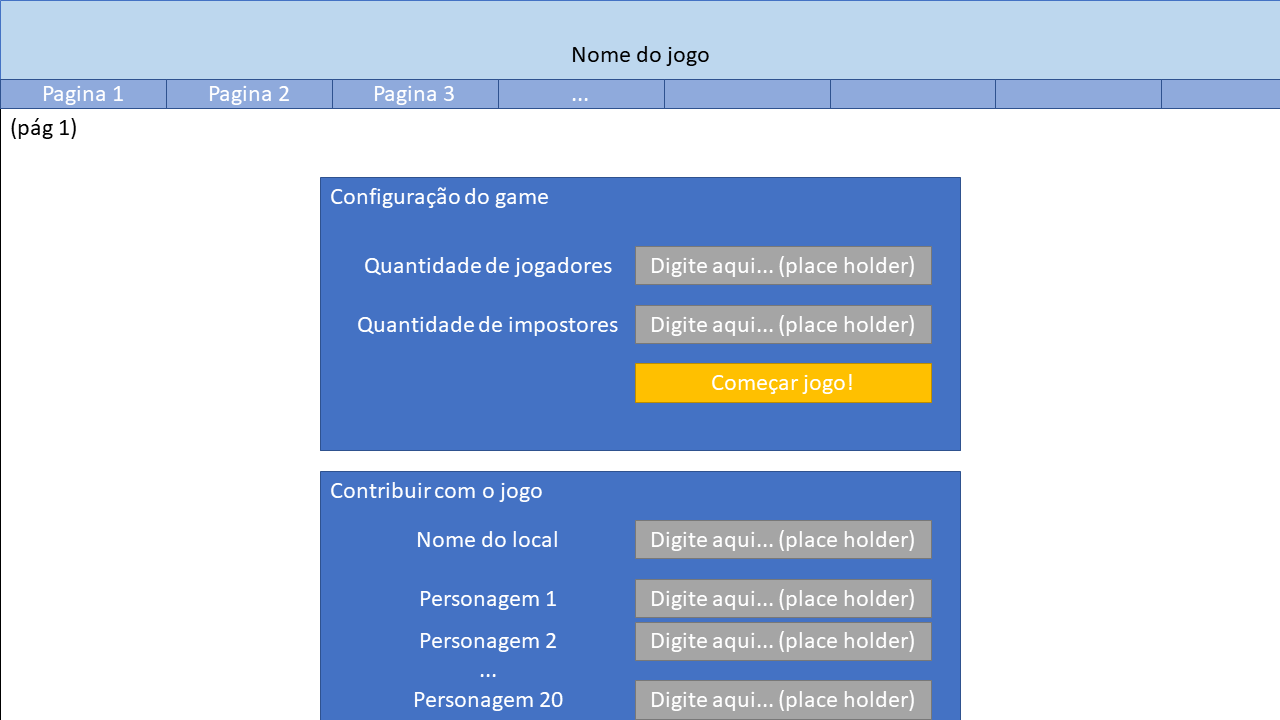 Nome do jogo
Pagina 1 Pagina 2 Pagina 3 ...
(pág 1)
Configuração do game
Quantidade de jogadores Digite aqui... (place holder)
Quantidade de impostores Digite aqui... (place holder)
Começar jogo!
Contribuir com o jogo
Nome do local Digite aqui... (place holder)
Personagem 1 Digite aqui... (place holder)
Personagem 2 Digite aqui... (place holder)
...
Personagem 20 Digite aqui... (place holder)